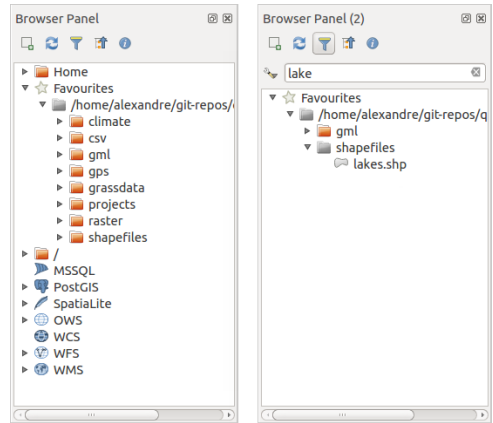 Browser Panel
Home
Favourites
/home/alexandre/git-repos/
climate
csv
gml
gps
grassdata
projects
raster
shapefiles
/
MSSQL
PostGIS
SpatiaLite
OWS
WCS
WFS
WMS
Browser Panel (2)
lake
Favourites
/home/alexandre/git-repos/q
gml
shapefiles
lakes.shp